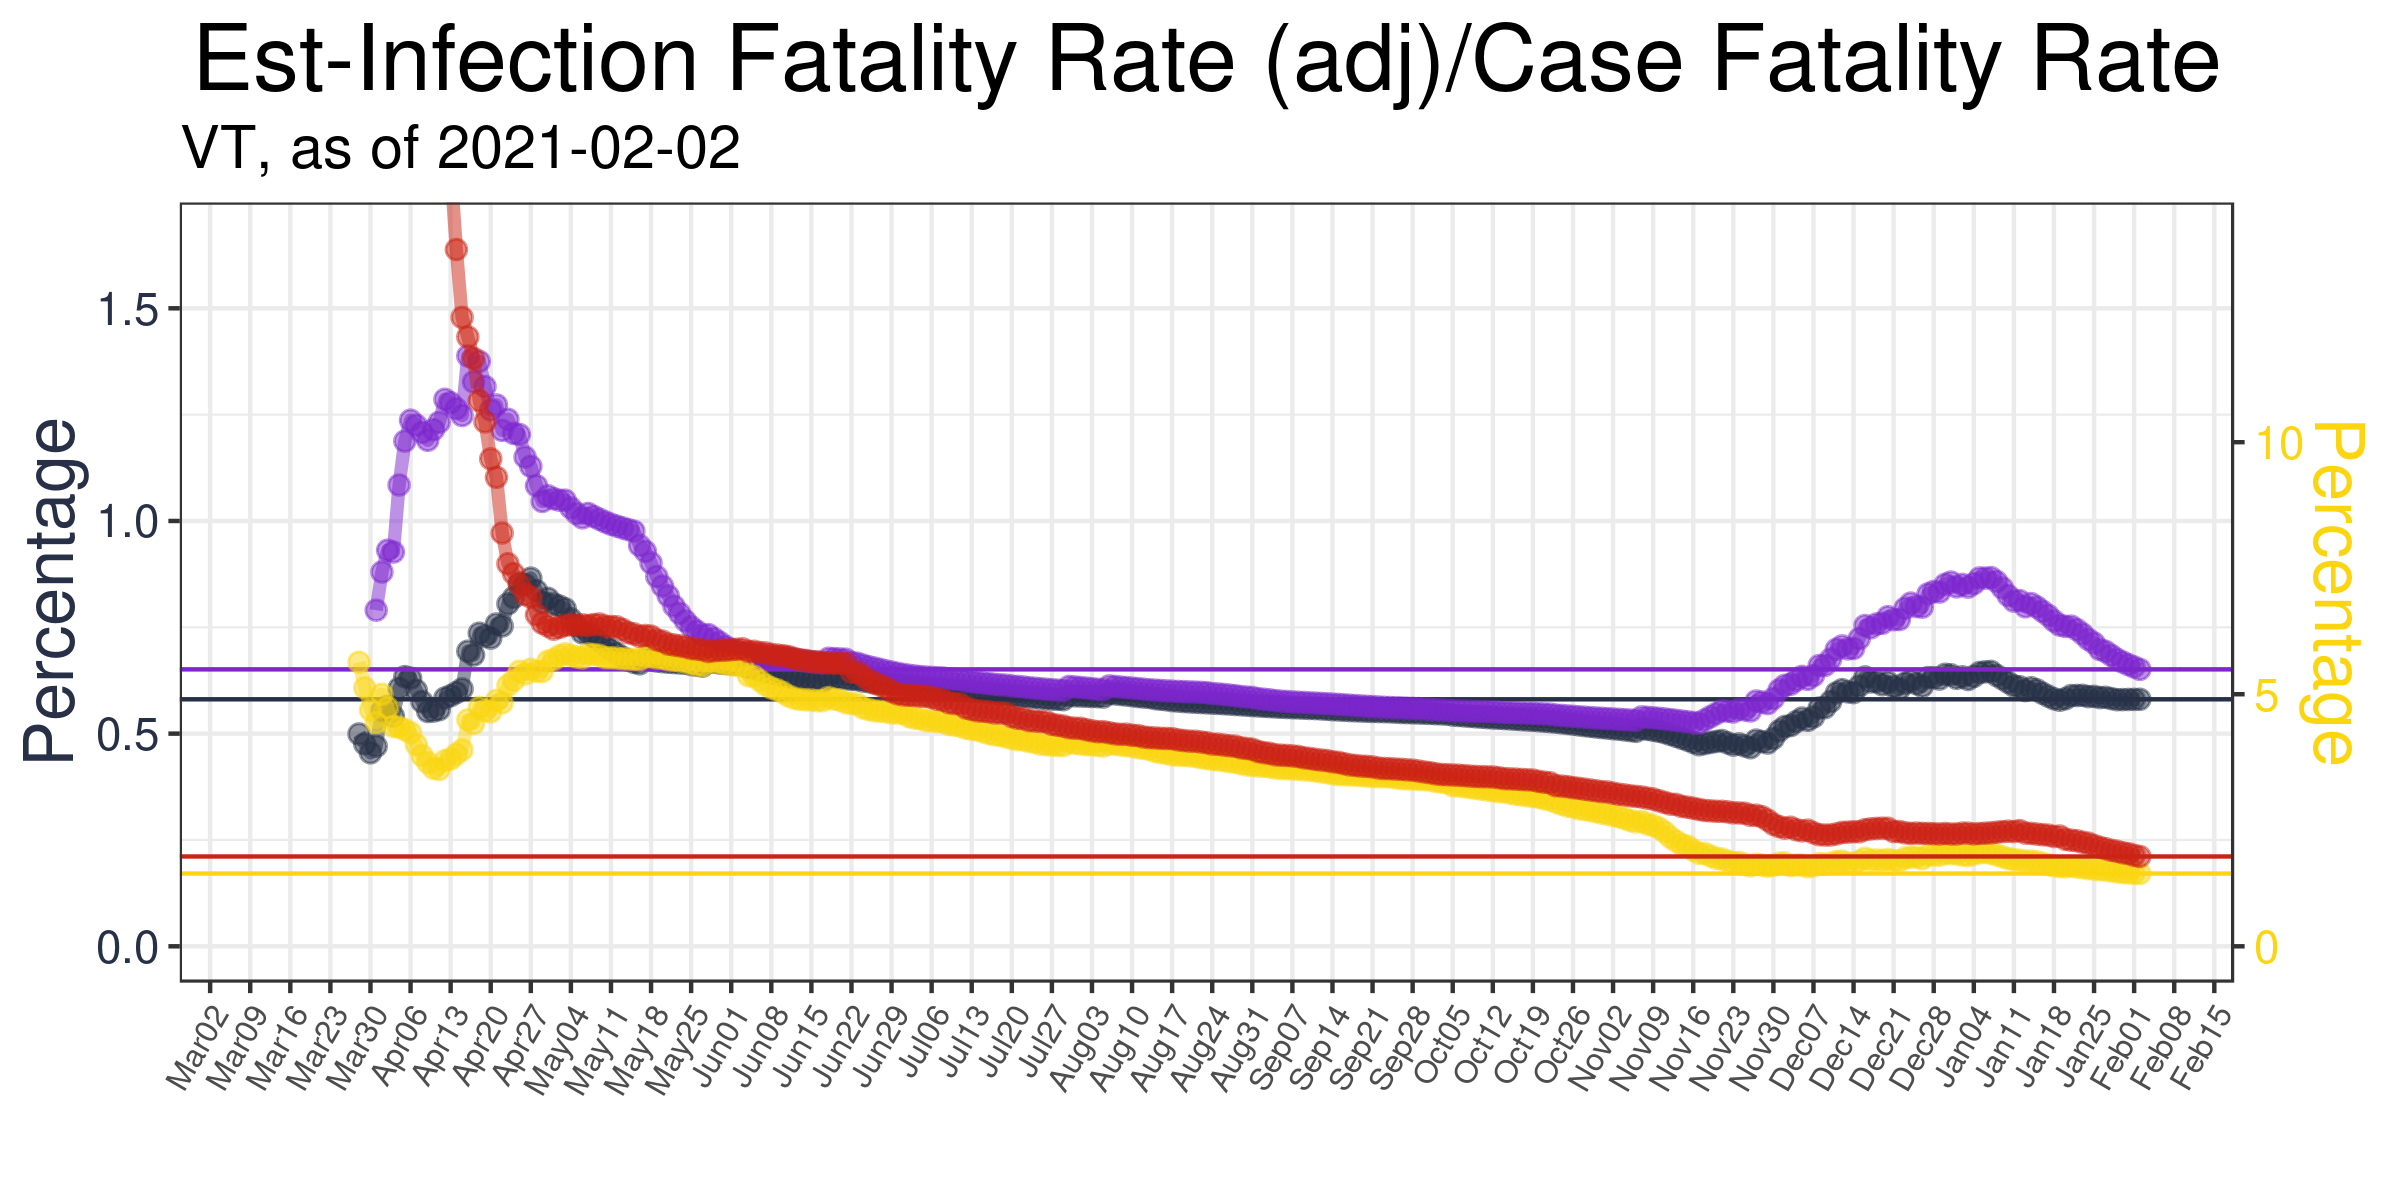 Est-Infection Fatality Rate (adj)/Case Fatality Rate
VT, as of 2021-02-02
Percentage
1.5
1.0
0.5
0.0
10
5
0
Percentage
Mar02
Mar09
Mar16
Mar23
Mar30
Apr06
Apr13
Apr20
Apr27
May04
May11
May18
May25
Jun01
Jun08
Jun15
Jun22
Jun29
Jul06
Jul13
Jul20
Jul27
Aug03
Aug10
Aug17
Aug24
Aug31
Sep07
Sep14
Sep21
Sep28
Oct05
Oct12
Oct19
Oct26
Nov02
Nov09
Nov16
Nov23
Nov30
Dec07
Dec14
Dec21
Dec28
Jan04
Jan11
Jan18
Jan25
Feb01
Feb08
Feb15